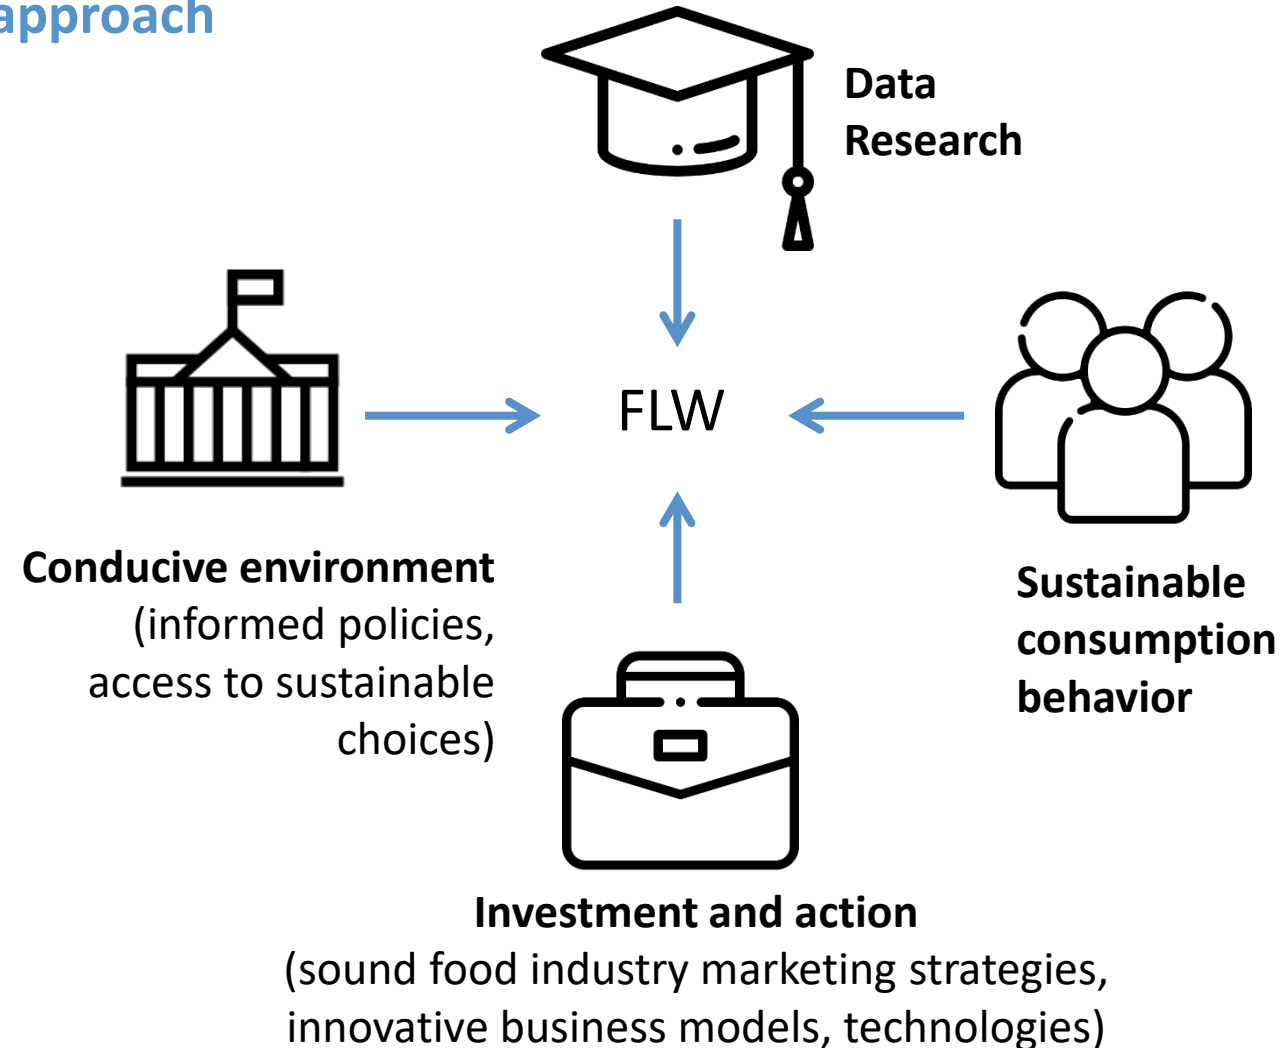 approach
Data
Research
FLW
Conducive environment
(informed policies,
access to sustainable
choices)
Sustainable
consumption
behavior
Investment and action
(sound food industry marketing strategies,
innovative business models, technologies)